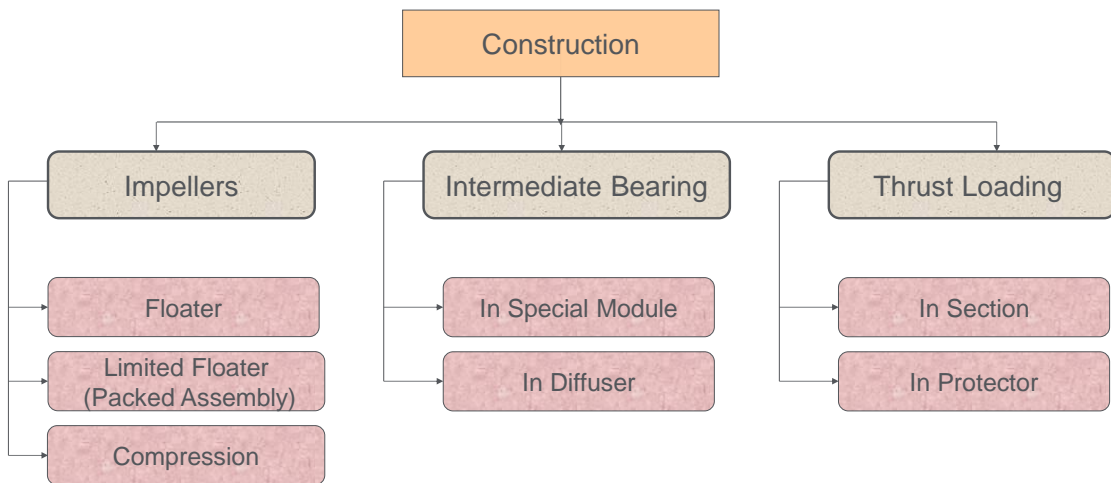 Construction
Impellers
Intermediate Bearing
Thrust Loading
Floater
In Special Module
In Section
Limited Floater
(Packed Assembly)
In Diffuser
In Protector
Compression